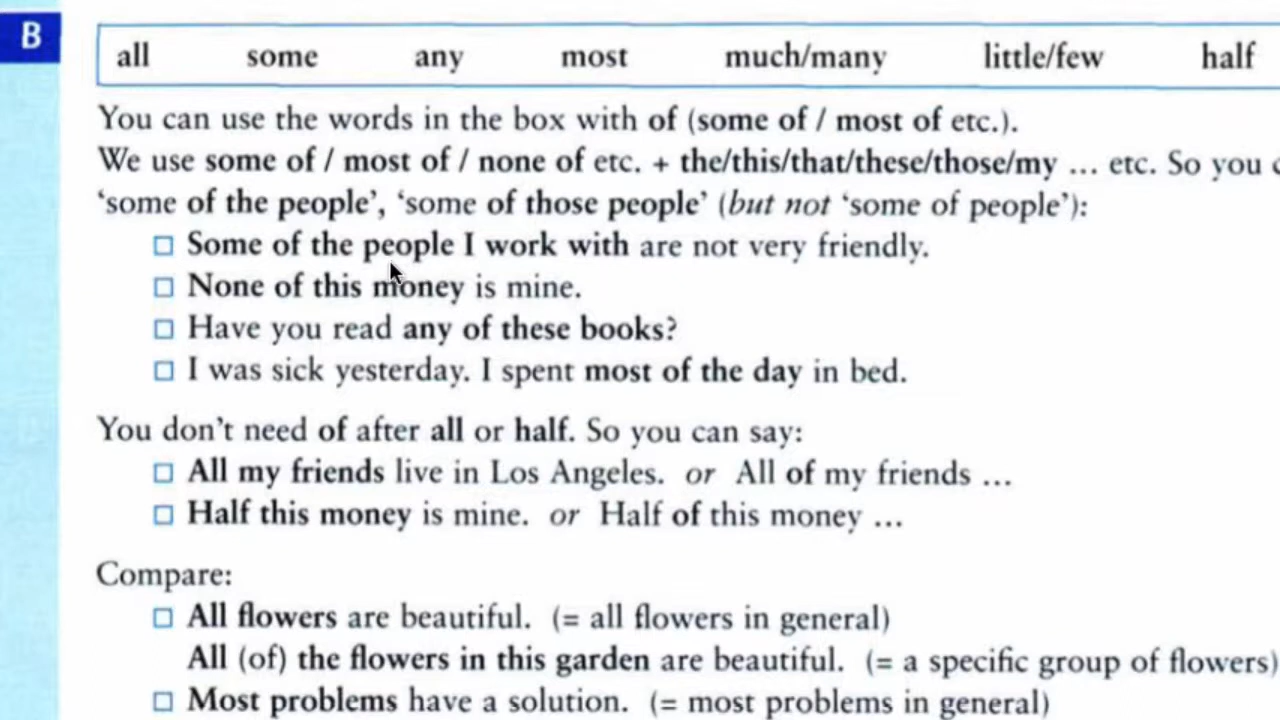 B
all some any most much/many little/few half
You can use the words in the box with of (some of / most of etc.).
We use some of / most of / none of etc. + the/this/that/these/those/my ... etc. So you
‘some of the people’, ‘some of those people’ (but not ‘some of people’):
Some of the people I work with are not very friendly.
None of this money is mine.
Have you read any of these books?
I was sick yesterday. I spent most of the day in bed.
You don’t need of after all or half. So you can say:
All my friends live in Los Angeles. or All of my friends ...
Half this money is mine. or Half of this money ...
Compare:
All flowers are beautiful. (= all flowers in general)
All (of) the flowers in this garden are beautiful. (= a specific group of flowers)
Most problems have a solution. (= most problems in general)